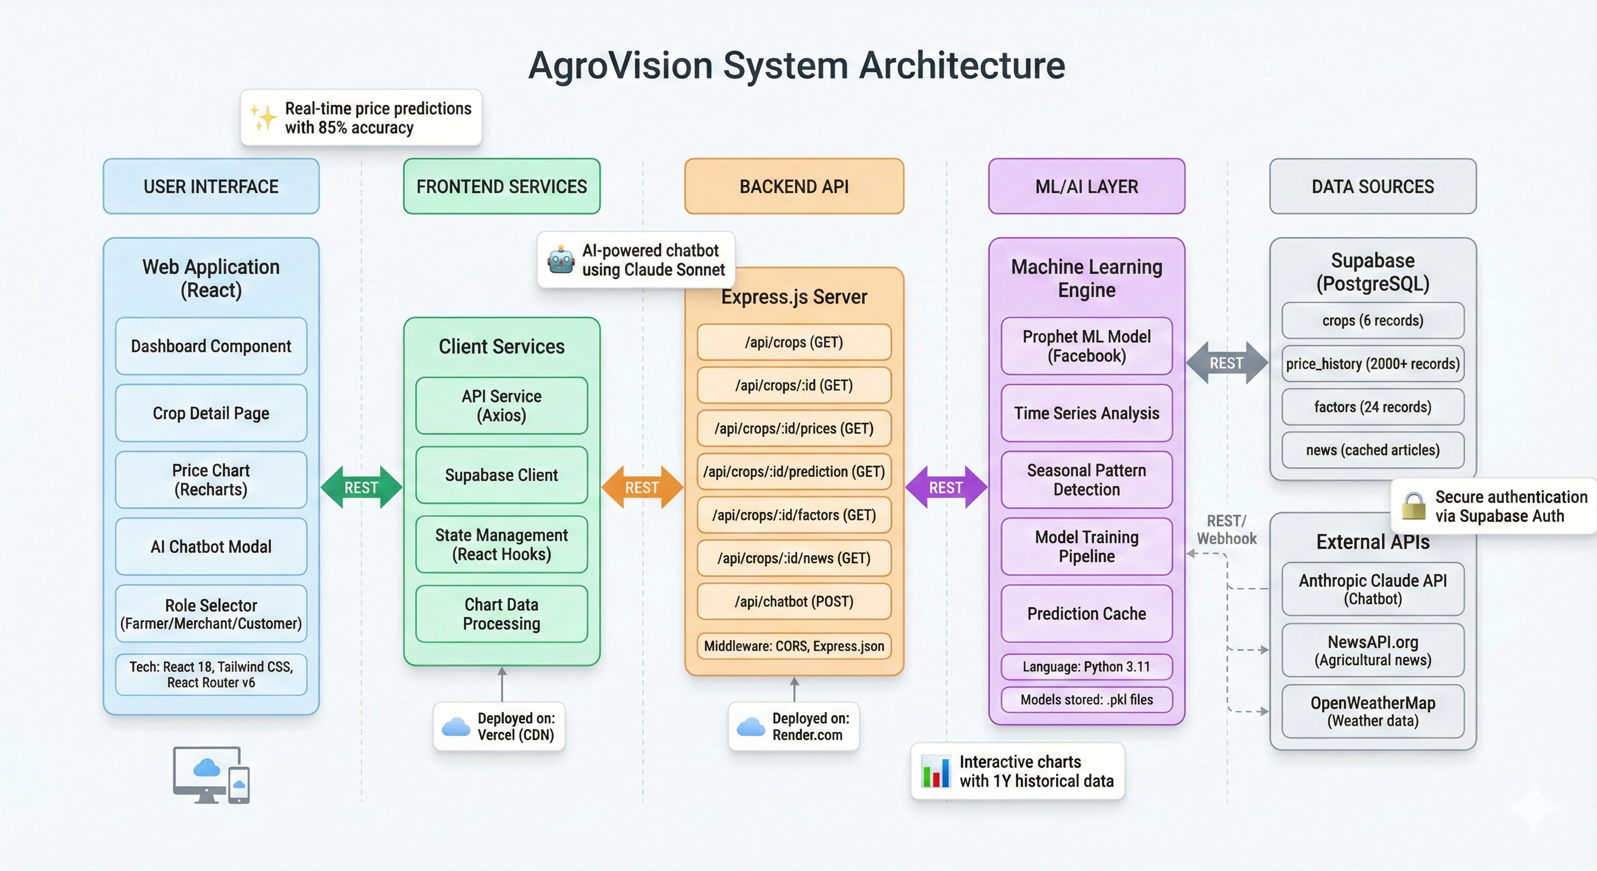 AgroVision System Architecture
Real-time price predictions
with 85% accuracy
USER INTERFACE
FRONTEND SERVICES
BACKEND API
ML/AI LAYER
DATA SOURCES
Web Application
(React)
Dashboard Component
Crop Detail Page
Price Chart
(Recharts)
AI Chatbot Modal
Role Selector
(Farmer/Merchant/Customer)
Tech: React 18, Tailwind CSS,
React Router v6
REST
Client Services
API Service
(Axios)
Supabase Client
State Management
(React Hooks)
Chart Data
Processing
Deployed on:
Vercel (CDN)
REST
AI-powered chatbot
using Claude Sonnet
Express.js Server
/api/crops (GET)
/api/crops/:id (GET)
/api/crops/:id/prices (GET)
/api/crops/:id/prediction (GET)
/api/crops/:id/factors (GET)
/api/crops/:id/news (GET)
/api/chatbot (POST)
Middleware: CORS, Express.json
Deployed on:
Render.com
REST
Machine Learning
Engine
Prophet ML Model
(Facebook)
Time Series Analysis
Seasonal Pattern
Detection
Model Training
Pipeline
Prediction Cache
Language: Python 3.11
Models stored: .pkl files
Interactive charts
with 1Y historical data
REST
REST/
Webhook
Supabase
(PostgreSQL)
crops (6 records)
price_history (2000+ records)
factors (24 records)
news (cached articles)
Secure authentication
via Supabase Auth
External APIs
Anthropic Claude API
(Chatbot)
NewsAPI.org
(Agricultural news)
OpenWeatherMap
(Weather data)